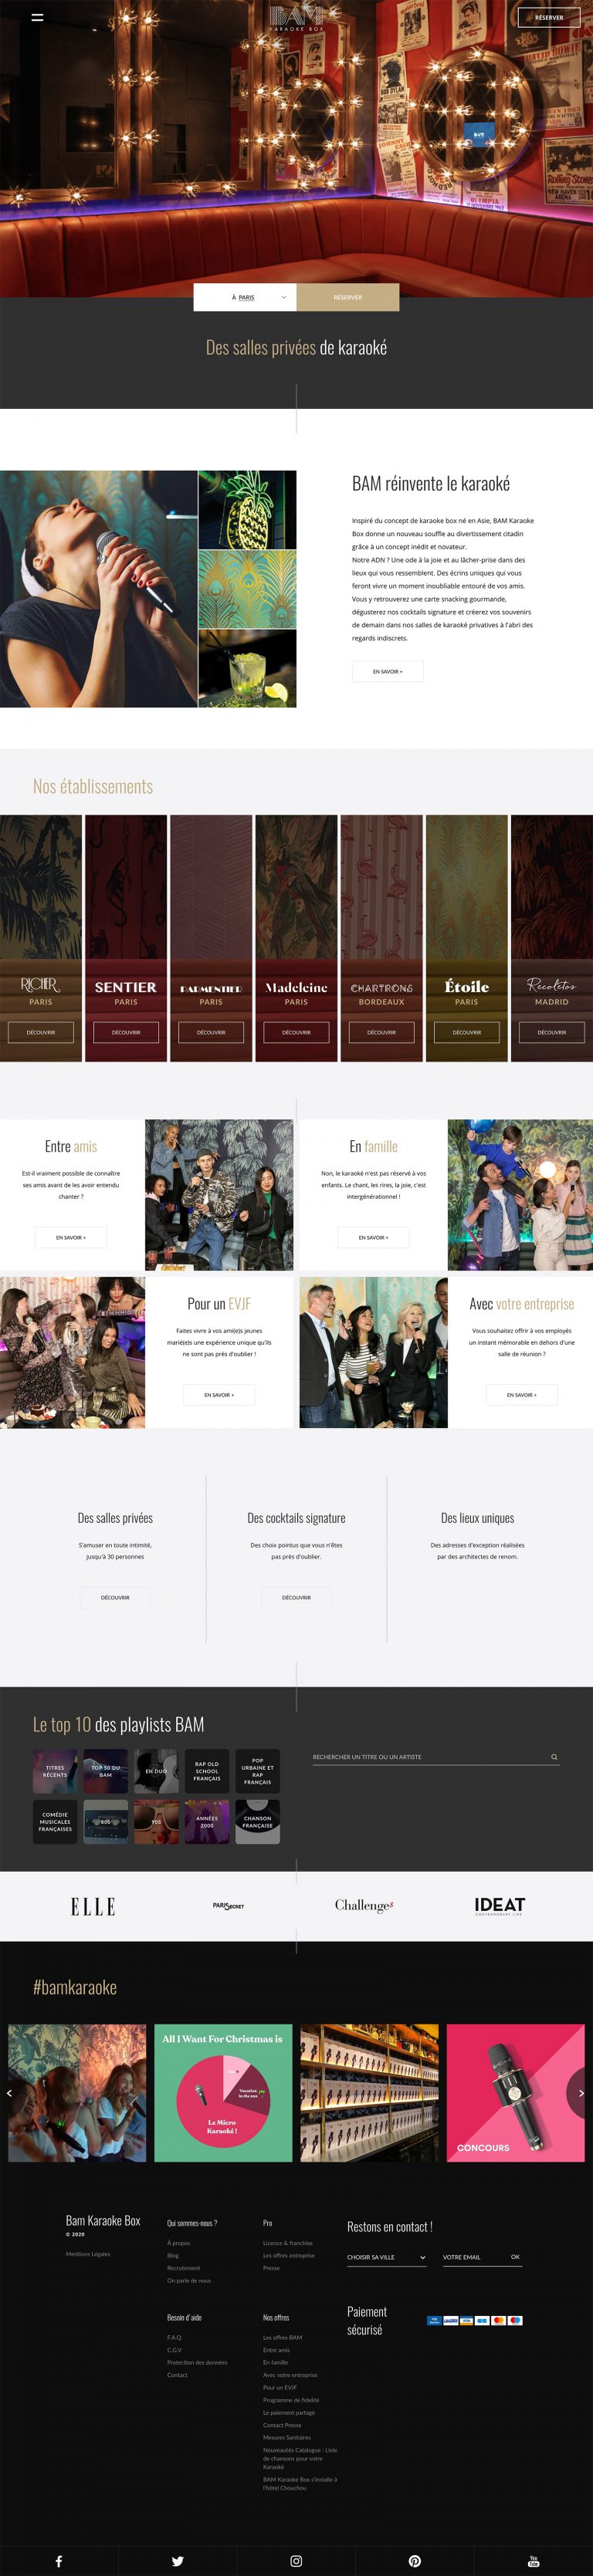 BAM
KARAOKE BOX
RÉSERVER
BOB DYLAN
JOHNNY
OLYMPIA
DAVID BOWIE
Rolling Stones
NEW HAVEN
ARENA
À PARIS
RÉSERVER
Des salles privées de karaoké
BAM réinvente le karaoké
Inspiré du concept de karaoke box né en Asie, BAM Karaoke
Box donne un nouveau souffle au divertissement citadin
grâce à un concept inédit et novateur.
Notre ADN ? Une ode à la joie et au lâcher-prise dans des
lieux qui vous ressemblent. Des écrins uniques qui vous
feront vivre un moment inoubliable entouré de vos amis.
Vous y retrouverez une carte snacking gourmande,
dégusterez nos cocktails signature et créerez vos souvenirs
de demain dans nos salles de karaoké privatives à l'abri des
regards indiscrets.
EN SAVOIR +
Nos établissements
RICHER
PARIS
DÉCOUVRIR
SENTIER
PARIS
DÉCOUVRIR
PARMENTIER
PARIS
DÉCOUVRIR
Madeleine
PARIS
DÉCOUVRIR
CHARTRONS
BORDEAUX
DÉCOUVRIR
Étoile
PARIS
DÉCOUVRIR
Recoletos
MADRID
DÉCOUVRIR
Entre amis
Est-il vraiment possible de connaître
ses amis avant de les avoir entendu
chanter ?
EN SAVOIR +
En famille
Non, le karaoké n'est pas réservé à vos
enfants. Le chant, les rires, la joie, c'est
intergénérationnel !
EN SAVOIR +
Pour un EVJF
Faites vivre à vos ami(e)s jeunes
marié(e)s une expérience unique qu'ils
ne sont pas près d'oublier !
EN SAVOIR +
Avec votre entreprise
Vous souhaitez offrir à vos employés
un instant mémorable en dehors d'une
salle de réunion ?
EN SAVOIR +
Des salles privées
S'amuser en toute intimité,
jusqu'à 30 personnes
DÉCOUVRIR
Des cocktails signature
Des choix pointus que vous n'êtes
pas près d'oublier.
DÉCOUVRIR
Des lieux uniques
Des adresses d'exception réalisées
par des architectes de renom.
Le top 10 des playlists BAM
TITRES
RÉCENTS
TOP 50 DU
BAM
EN DUO
RAP OLD
SCHOOL
FRANÇAIS
POP
URBAINE ET
RAP
FRANÇAIS
COMÉDIE
MUSICALES
FRANÇAISES
80S
90S
ANNÉES
2000
CHANSON
FRANÇAISE
RECHERCHER UN TITRE OU UN ARTISTE
ELLE
PARIS SECRET
Challenges
IDEAT
CONTEMPORARY LIFE
#bamkaraoke
All I Want For Christmas is
Vacation
in the sun
Le Micro
Karaoké !
CONCOURS
Bam Karaoke Box
© 2020
Mentions Légales
Qui sommes-nous ?
À propos
Blog
Recrutement
On parle de nous
Pro
Licence & franchise
Les offres entreprise
Presse
Besoin d'aide
F.A.Q
C.G.V
Protection des données
Contact
Nos offres
Les offres BAM
Entre amis
En famille
Avec votre entreprise
Pour un EVJF
Programme de fidélité
Le paiement partagé
Contact Presse
Mesures Sanitaires
Nouveautés Catalogue : Liste
de chansons pour votre
Karaoké
BAM Karaoke Box s'installe à
l'hôtel Chouchou
Restons en contact !
CHOISIR SA VILLE
VOTRE EMAIL
OK
Paiement
sécurisé
You
Tube